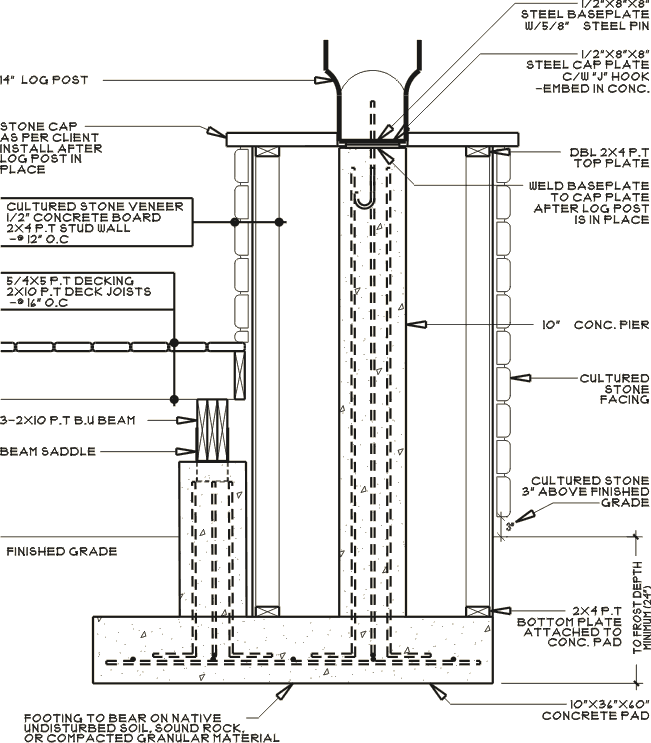 1/2"X8"X8"
STEEL BASEPLATE
W/5/8" STEEL PIN
1/2"X8"X8"
STEEL CAP PLATE
C/W "J" HOOK
-EMBED IN CONC.
14" LOG POST
STONE CAP
AS PER CLIENT
INSTALL AFTER
LOG POST IN
PLACE
DBL 2X4 P.T
TOP PLATE
WELD BASEPLATE
TO CAP PLATE
AFTER LOG POST
IS IN PLACE
CULTURED STONE VENEER
1/2" CONCRETE BOARD
2X4 P.T STUD WALL
-@ 12" O.C
5/4X5 P.T DECKING
2X10 P.T DECK JOISTS
-@ 16" O.C
10" CONC. PIER
CULTURED
STONE
FACING
3-2X10 P.T B.U BEAM
BEAM SADDLE
CULTURED STONE
3" ABOVE FINISHED
GRADE
3"
FINISHED GRADE
TO FROST DEPTH
MINIMUM (24")
2X4 P.T
BOTTOM PLATE
ATTACHED TO
CONC. PAD
10"X36"X60"
CONCRETE PAD
FOOTING TO BEAR ON NATIVE
UNDISTURBED SOIL, SOUND ROCK,
OR COMPACTED GRANULAR MATERIAL